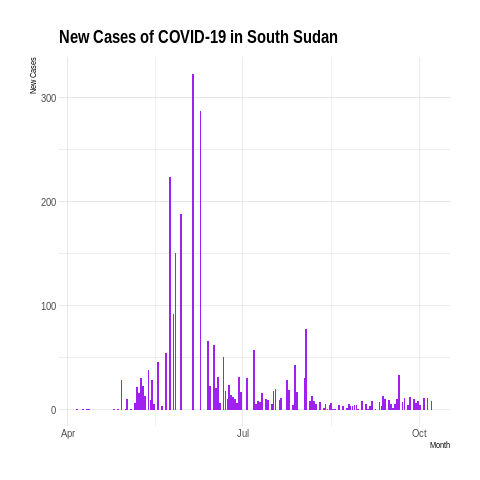 New Cases of COVID-19 in South Sudan
New Cases
300
200
100
0
Apr
Jul
Oct
Month